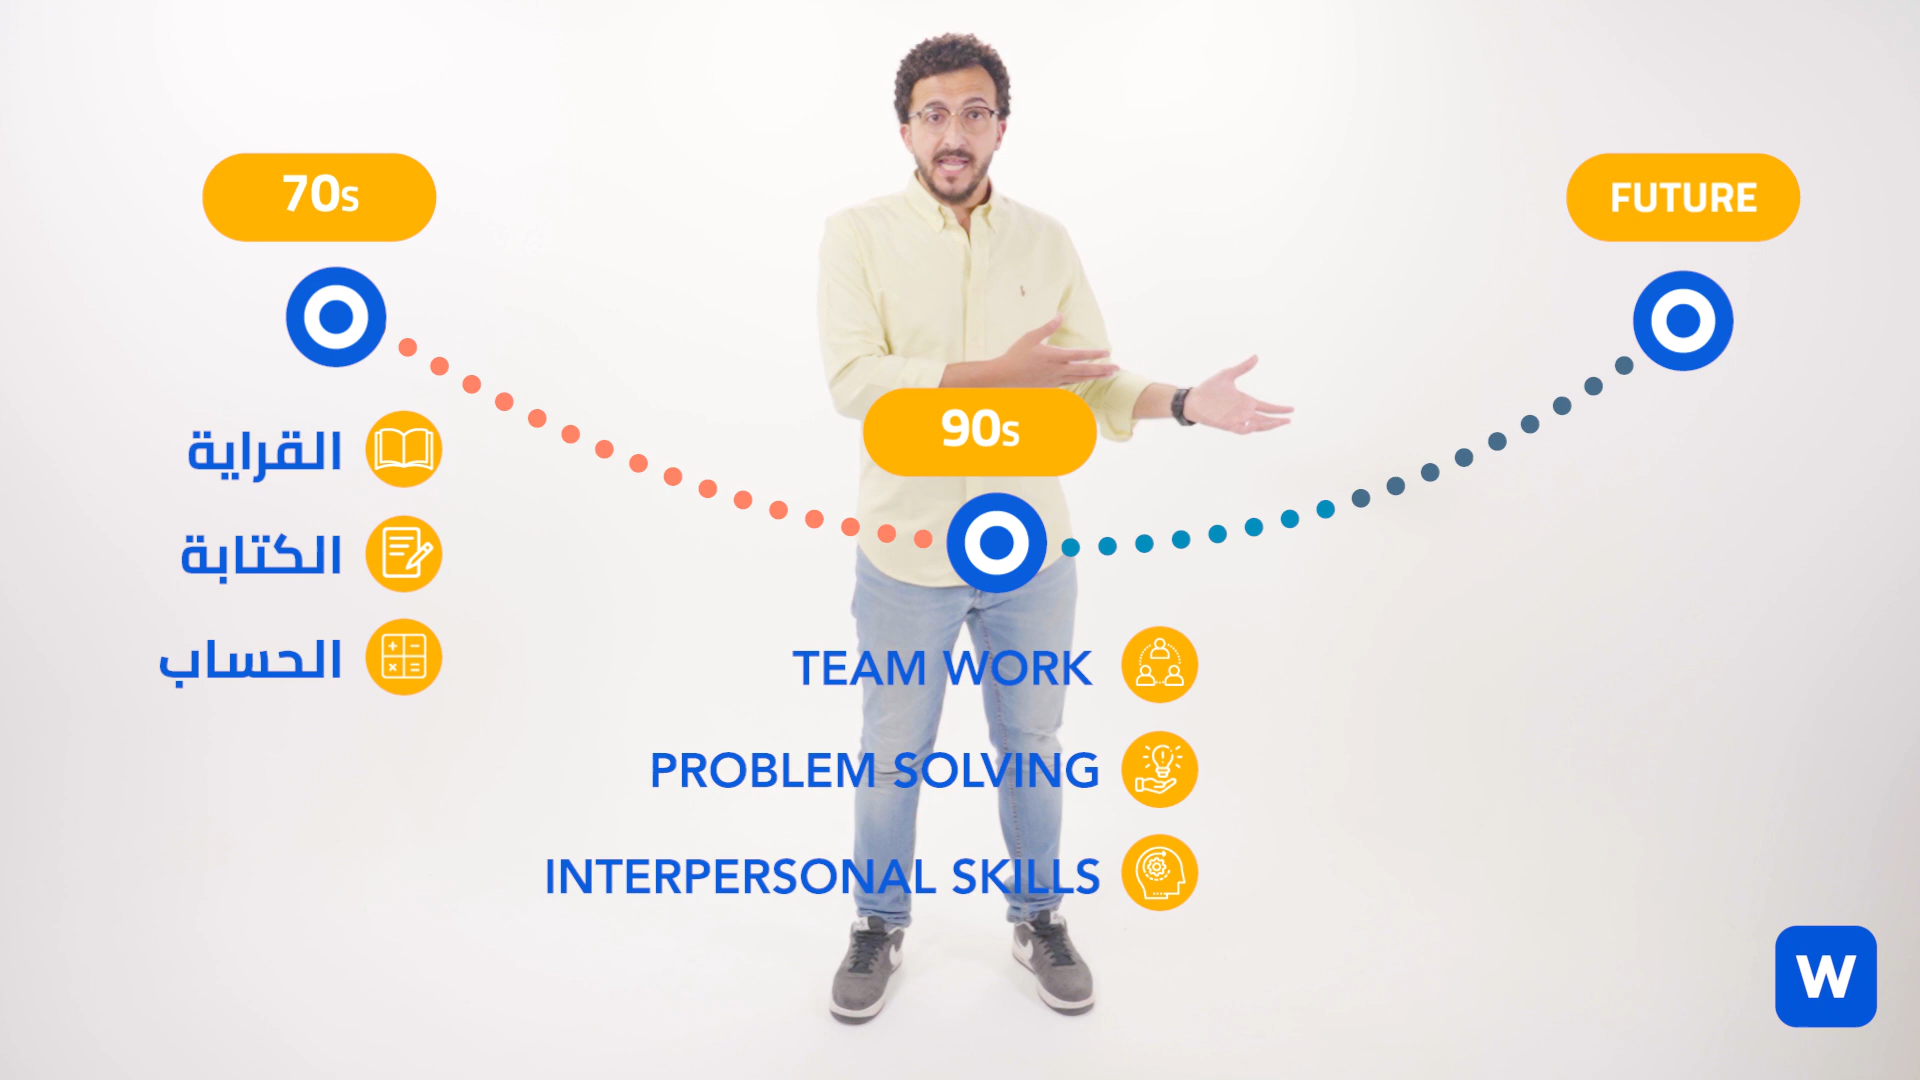 70s
القراية
الكتابة
الحساب
90s
TEAM WORK
PROBLEM SOLVING
INTERPERSONAL SKILLS
FUTURE
W